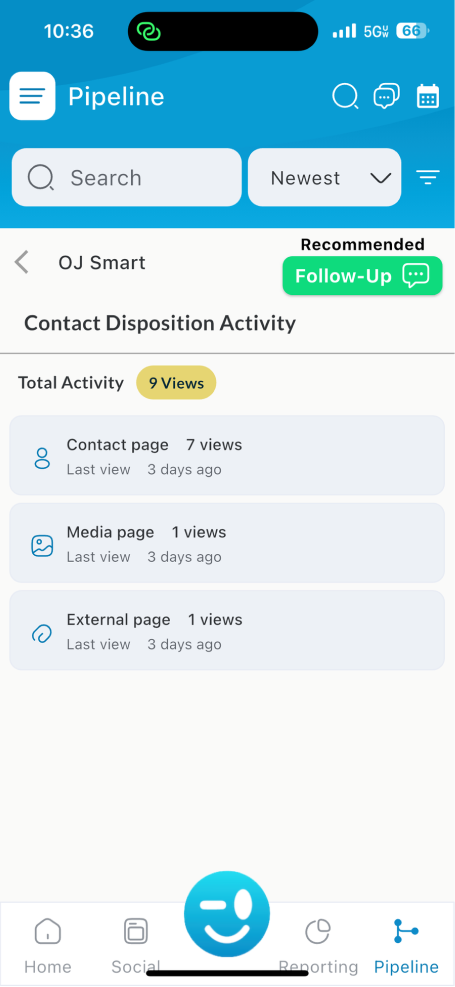 10:36
5GUW 66
Pipeline
Search
Newest
Recommended
OJ Smart
Follow-Up
Contact Disposition Activity
Total Activity 9 Views
Contact page 7 views
Last view 3 days ago
Media page 1 views
Last view 3 days ago
External page 1 views
Last view 3 days ago
Home Social Reporting Pipeline